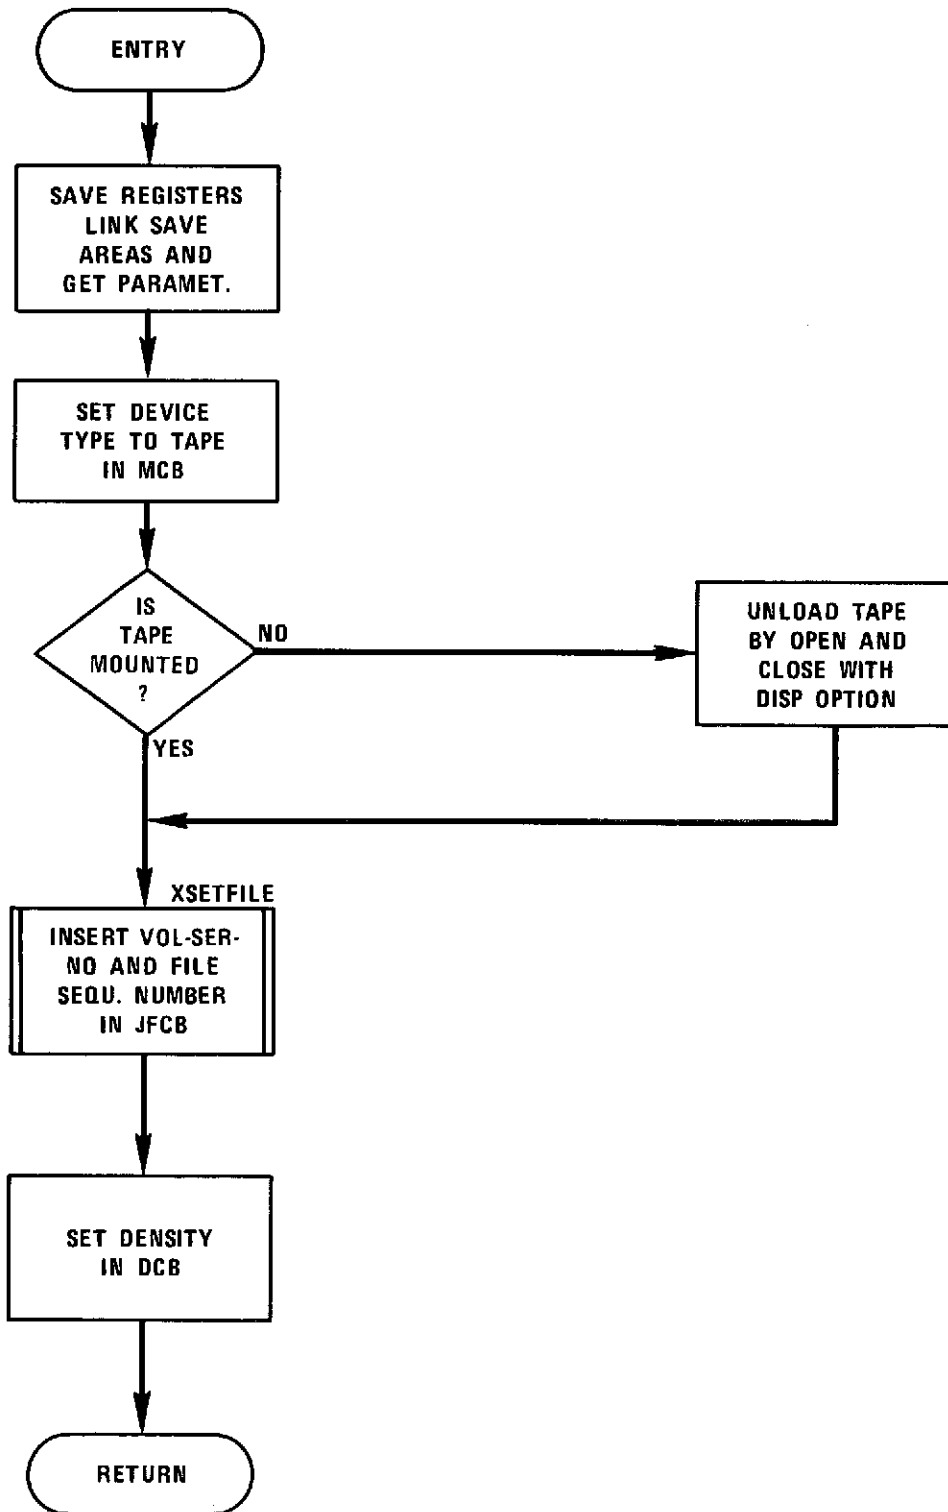 ENTRY
SAVE REGISTERS
LINK SAVE
AREAS AND
GET PARAMET.
SET DEVICE
TYPE TO TAPE
IN MCB
IS
TAPE
MOUNTED
?
NO
UNLOAD TAPE
BY OPEN AND
CLOSE WITH
DISP OPTION
YES
XSETFILE
INSERT VOL-SER-
NO AND FILE
SEQU. NUMBER
IN JFCB
SET DENSITY
IN DCB
RETURN